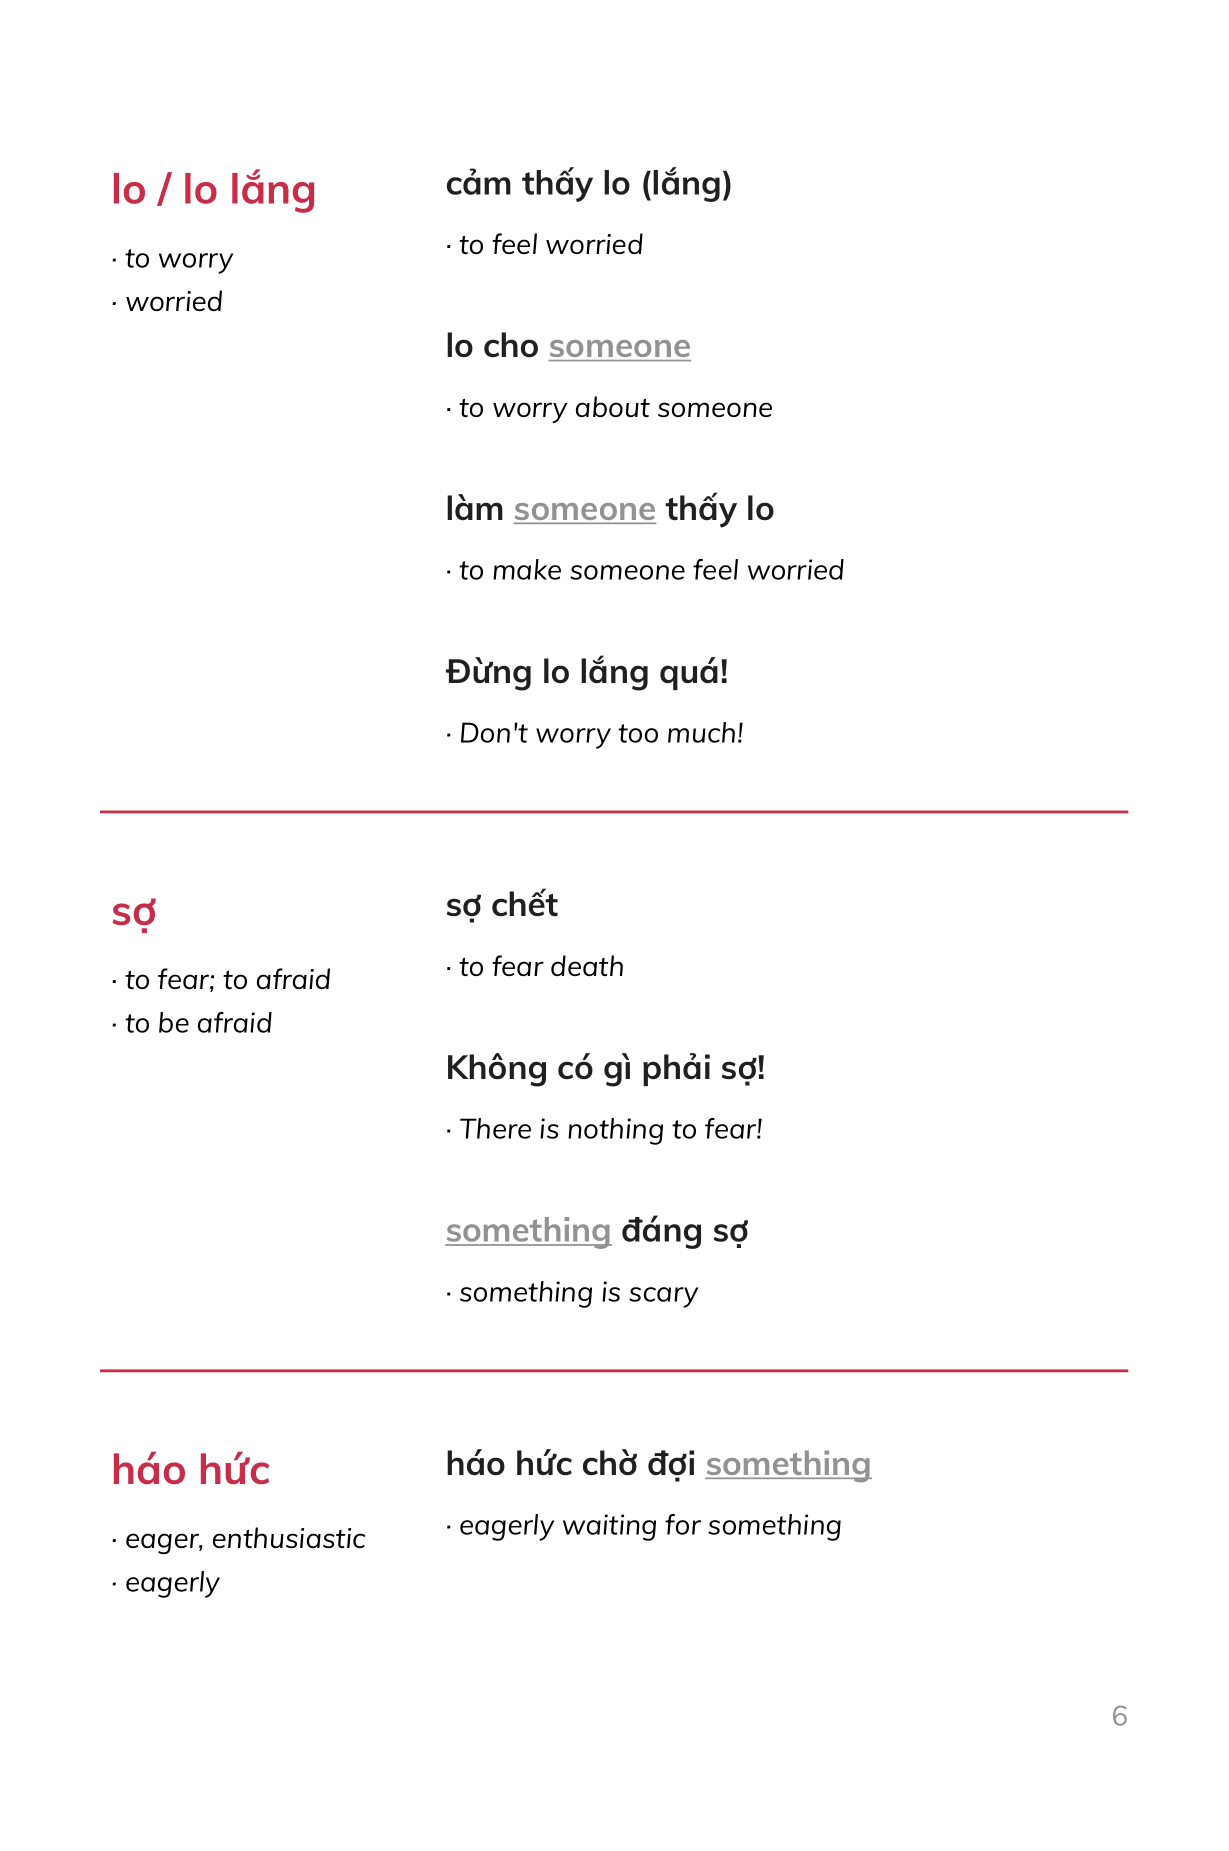 lo / lo lắng
· to worry
· worried
cảm thấy lo (lắng)
· to feel worried
lo cho someone
· to worry about someone
làm someone thấy lo
· to make someone feel worried
Đừng lo lắng quá!
· Don't worry too much!
sợ
· to fear; to afraid
· to be afraid
sợ chết
· to fear death
Không có gì phải sợ!
· There is nothing to fear!
something đáng sợ
· something is scary
háo hức
· eager, enthusiastic
· eagerly
háo hức chờ đợi something
· eagerly waiting for something
6